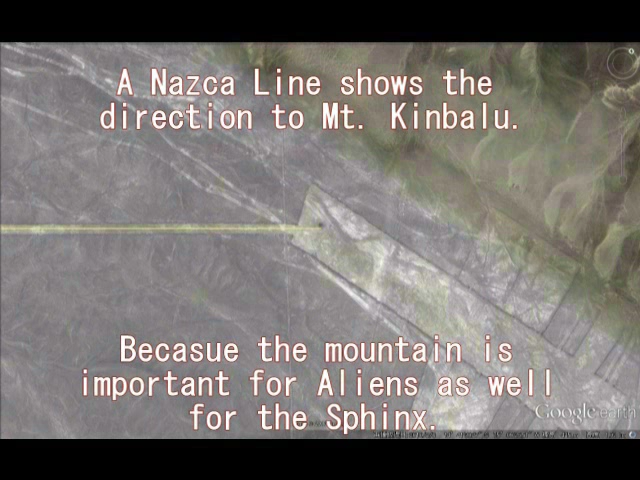 A Nazca Line shows the
direction to Mt. Kinbalu.
Becasue the mountain is
important for Aliens as well
for the Sphinx.
Google earth